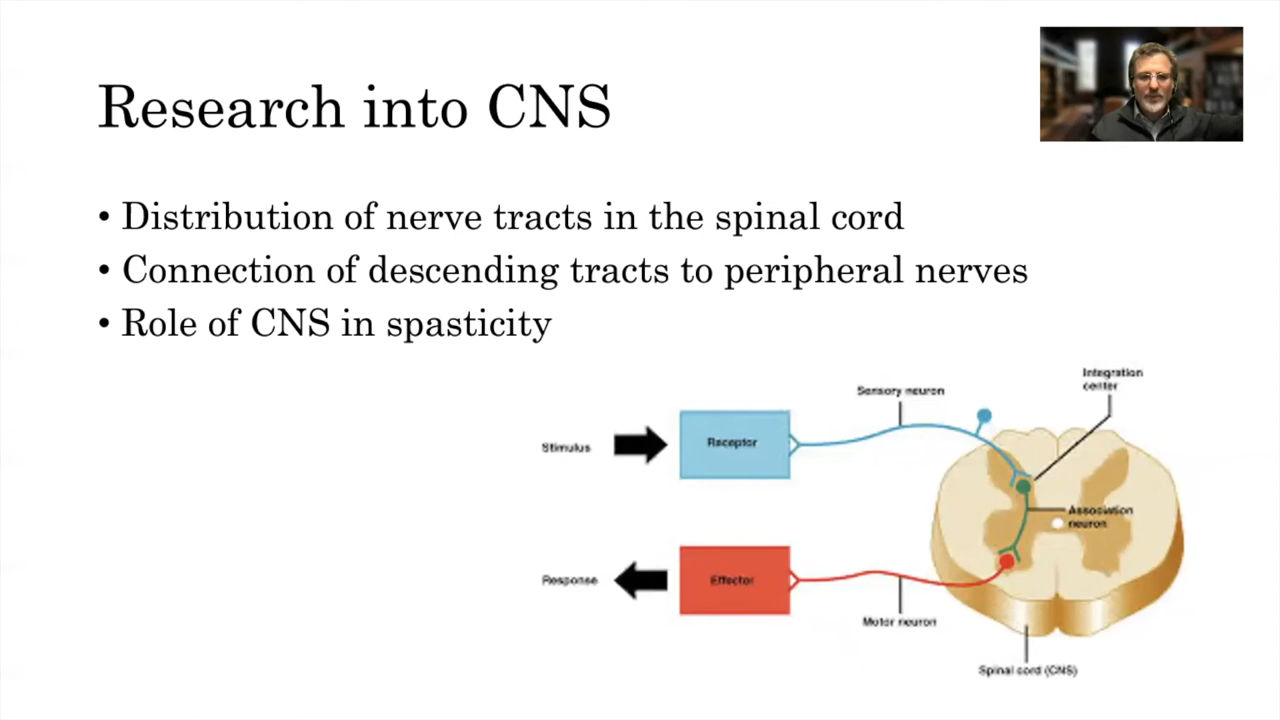 Research into CNS
• Distribution of nerve tracts in the spinal cord
• Connection of descending tracts to peripheral nerves
• Role of CNS in spasticity
Integration
center
Sensory neuron
Stimulus
Receptor
Association
neuron
Response
Effector
Motor neuron
Spinal cord (CNS)